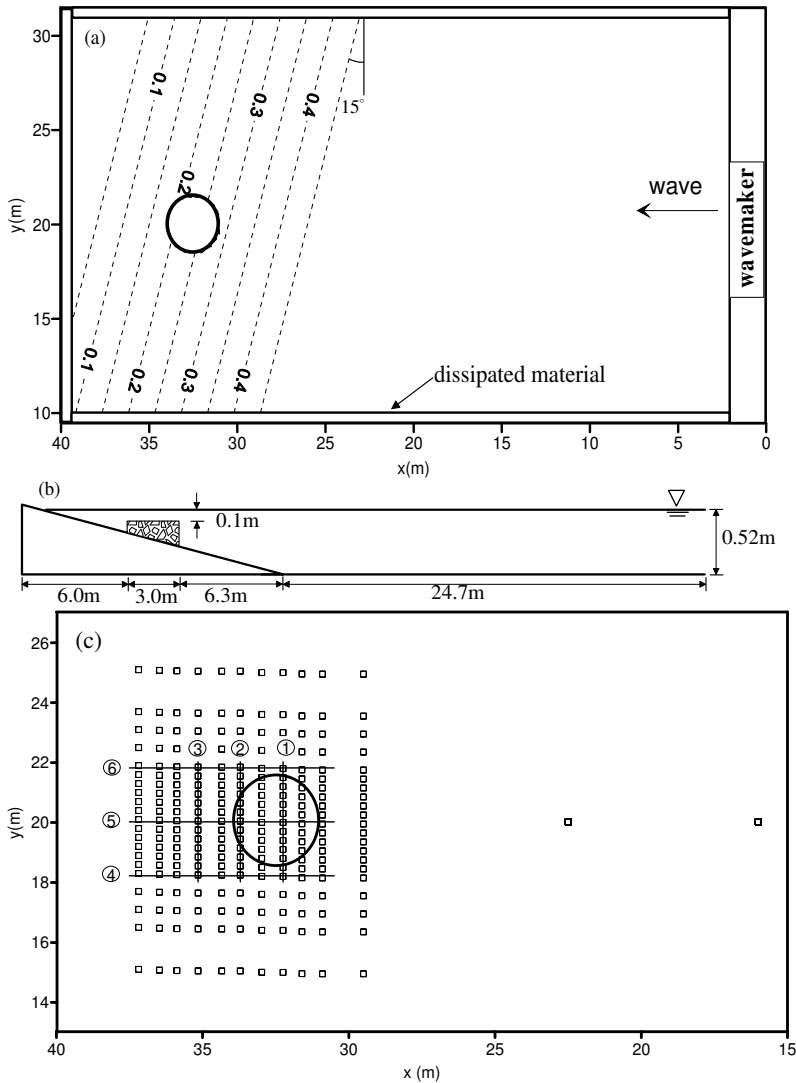 (a)
30
25
20
15
10
y(m)
0.1
0.2
0.3
0.4
15°
0.1
0.2
0.3
0.4
wave
wavemaker
dissipated material
40 35 30 25 20 15 10 5 0
x(m)
(b)
0.1m
0.52m
6.0m 3.0m 6.3m 24.7m
(c)
26
24
22
20
18
16
14
y(m)
③ ② ①
⑥
⑤
④
40 35 30 25 20 15
x (m)